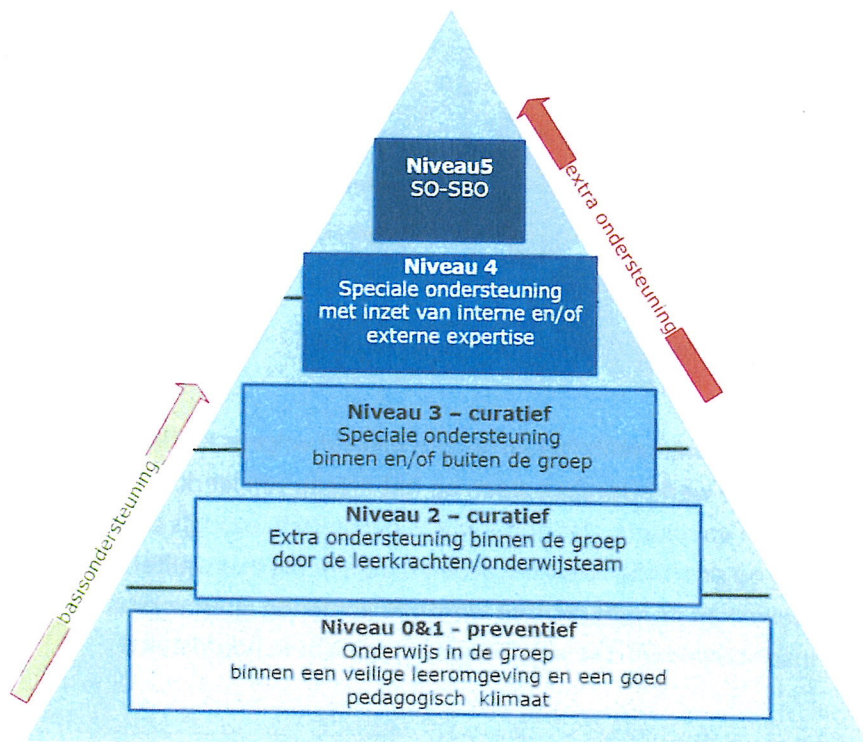 Niveau5
SO-SBO
Niveau 4
Speciale ondersteuning
met inzet van interne en/of
externe expertise
Niveau 3 – curatief
Speciale ondersteuning
binnen en/of buiten de groep
Niveau 2 – curatief
Extra ondersteuning binnen de groep
door de leerkrachten/onderwijsteam
Niveau 0&1 - preventief
Onderwijs in de groep
binnen een veilige leeromgeving en een goed
pedagogisch klimaat
basisondersteuning
extra ondersteuning